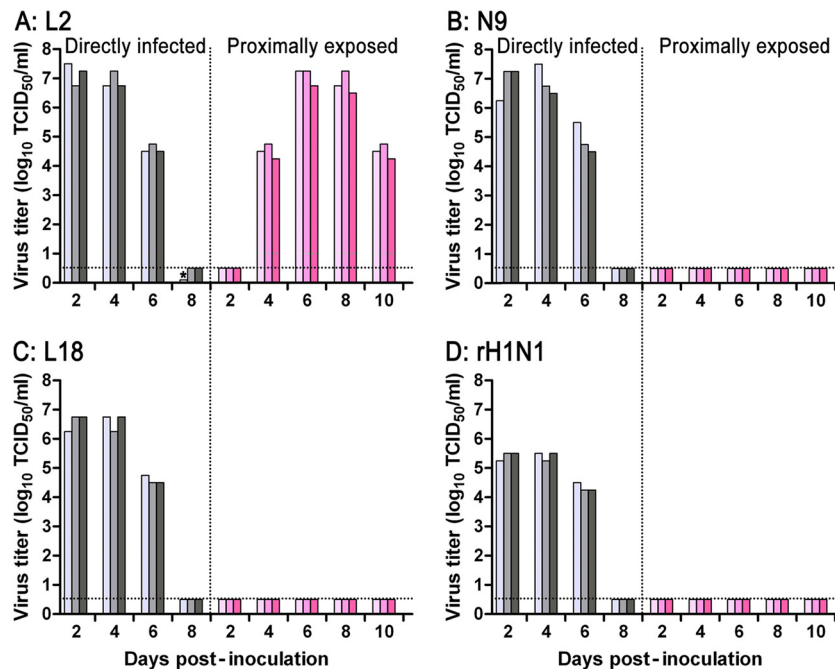 A: L2
Directly infected
Proximally exposed
Virus titer (log10 TCID50/ml)
8
7
6
5
4
3
2
1
0
*
2 4 6 8 2 4 6 8 10
B: N9
Directly infected
Proximally exposed
Virus titer (log10 TCID50/ml)
8
7
6
5
4
3
2
1
0
2 4 6 8 2 4 6 8 10
C: L18
Virus titer (log10 TCID50/ml)
8
7
6
5
4
3
2
1
0
2 4 6 8 2 4 6 8 10
Days post-inoculation
D: rH1N1
Virus titer (log10 TCID50/ml)
8
7
6
5
4
3
2
1
0
2 4 6 8 2 4 6 8 10
Days post-inoculation